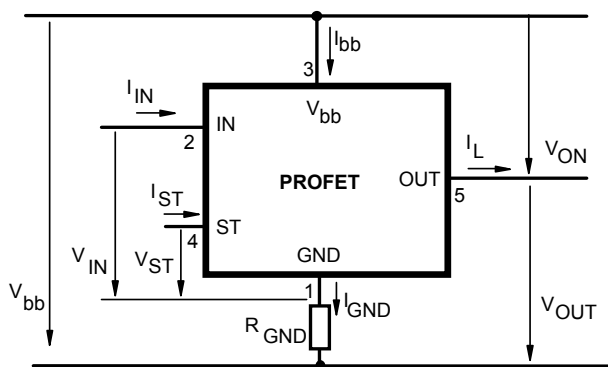 I bb
3
I IN
V bb
2
IN
I L
V ON
PROFET
OUT
5
I ST
ST
4
V IN
V ST
GND
V bb
1
I GND
V OUT
R GND